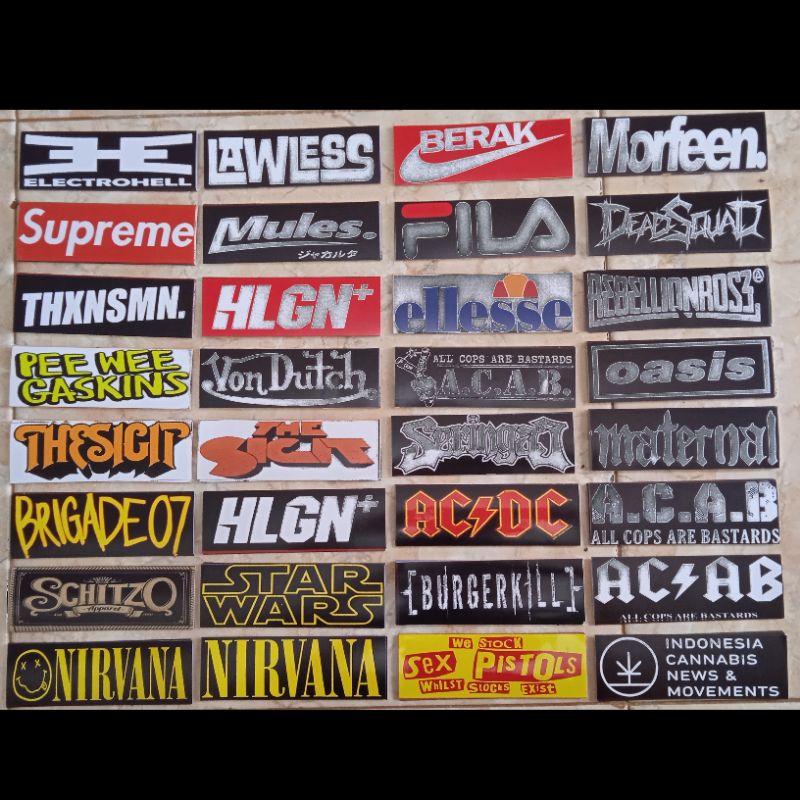 ELECTROHELL
LAWLESS
BERAK
Morfeen.
Supreme
Mules.
ジャカルタ
FILA
DEADSQUAD
THXNSMN.
HLGN+
ellesse
REBELLIONROSE
PEE WEE
GASKINS
Von Dutch
ALL COPS ARE BASTARDS
A.C.A.B.
oasis
THESIGIT
THE
SIGIT
Seringai
maternal
BRIGADE07
HLGN+
AC DC
A.C.A.B
ALL COPS ARE BASTARDS
SCHITZO
Apparel
STAR
WARS
{BURGERKILL}
AC AB
ALL COPS ARE BASTARDS
NIRVANA
NIRVANA
We STOCK
Sex PiSTOLS
WhilST STOCKS EXiST
INDONESIA
CANNABIS
NEWS &
MOVEMENTS